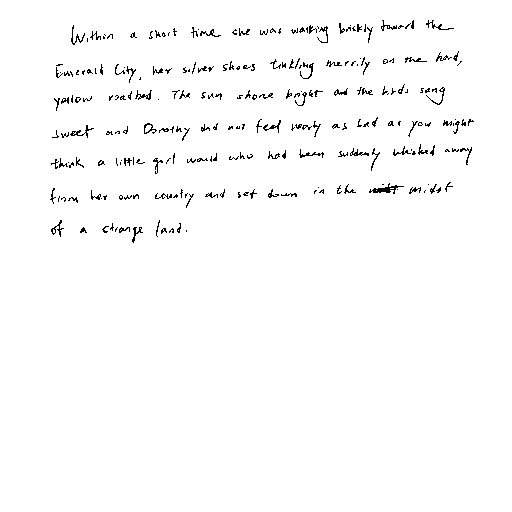 Within a short time she was walking briskly toward the
Emerald City, her silver shoes tinkling merrily on the hard,
yellow roadbed. The sun shone bright and the birds sang
sweet and Dorothy did not feel nearly as bad as you might
think a little girl would who had been suddenly whisked away
from her own country and set down in the midst
of a strange land.